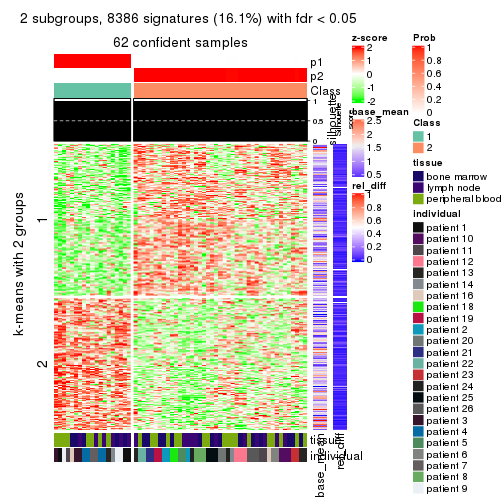 2 subgroups, 8386 signatures (16.1%) with fdr < 0.05
62 confident samples
k-means with 2 groups
1
2
p1
p2
Class
1
0.5
0
silhouette
tissue
individual
base_mean
rel_diff
z-score
2
1
0
-1
-2
base_mean
2.5
2
1.5
1
0.5
rel_diff
1
0.8
0.6
0.4
0.2
0
Prob
1
0.8
0.6
0.4
0.2
0
Class
1
2
tissue
bone marrow
lymph node
peripheral blood
individual
patient 1
patient 10
patient 11
patient 12
patient 13
patient 14
patient 16
patient 18
patient 19
patient 2
patient 20
patient 21
patient 22
patient 23
patient 24
patient 25
patient 26
patient 3
patient 4
patient 5
patient 6
patient 7
patient 8
patient 9